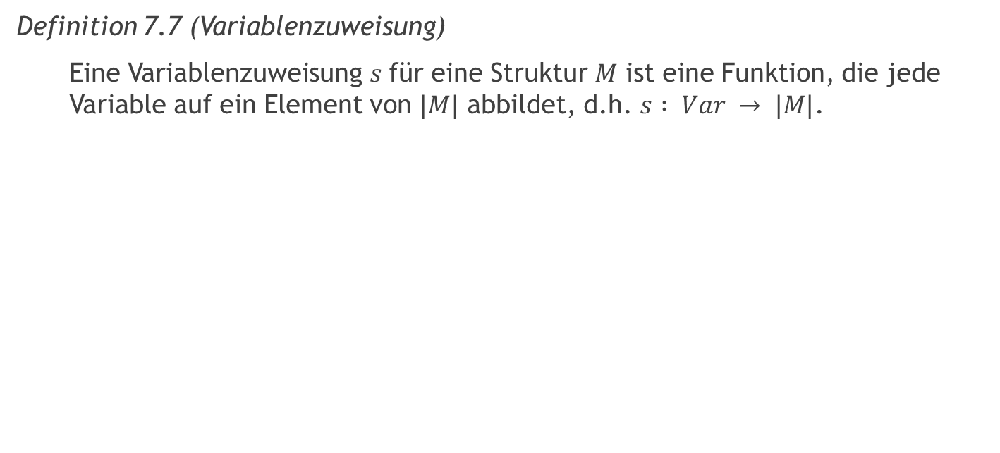 Definition 7.7 (Variablenzuweisung)
Eine Variablenzuweisung s für eine Struktur M ist eine Funktion, die jede
Variable auf ein Element von |M| abbildet, d.h. s : Var → |M|.